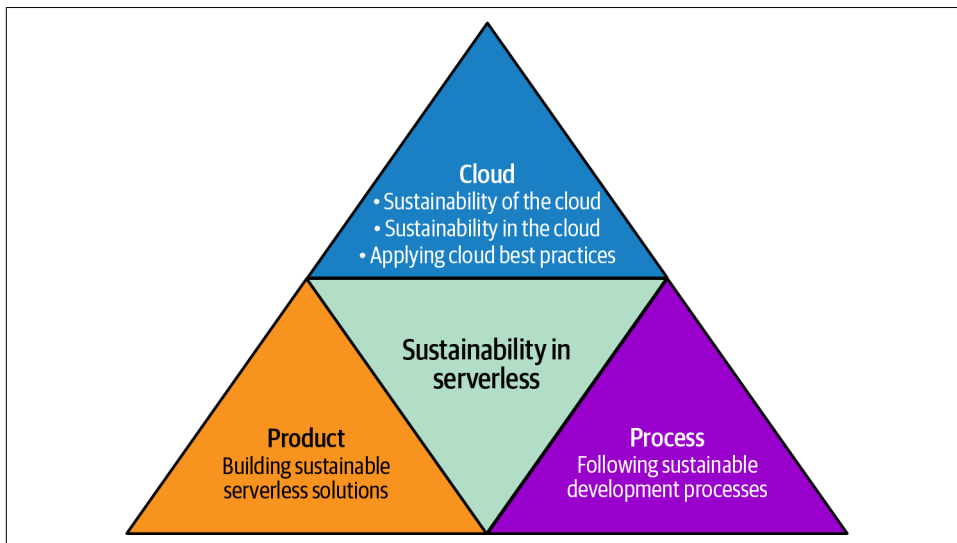 Cloud
• Sustainability of the cloud
• Sustainability in the cloud
• Applying cloud best practices
Sustainability in
serverless
Product
Building sustainable
serverless solutions
Process
Following sustainable
development processes